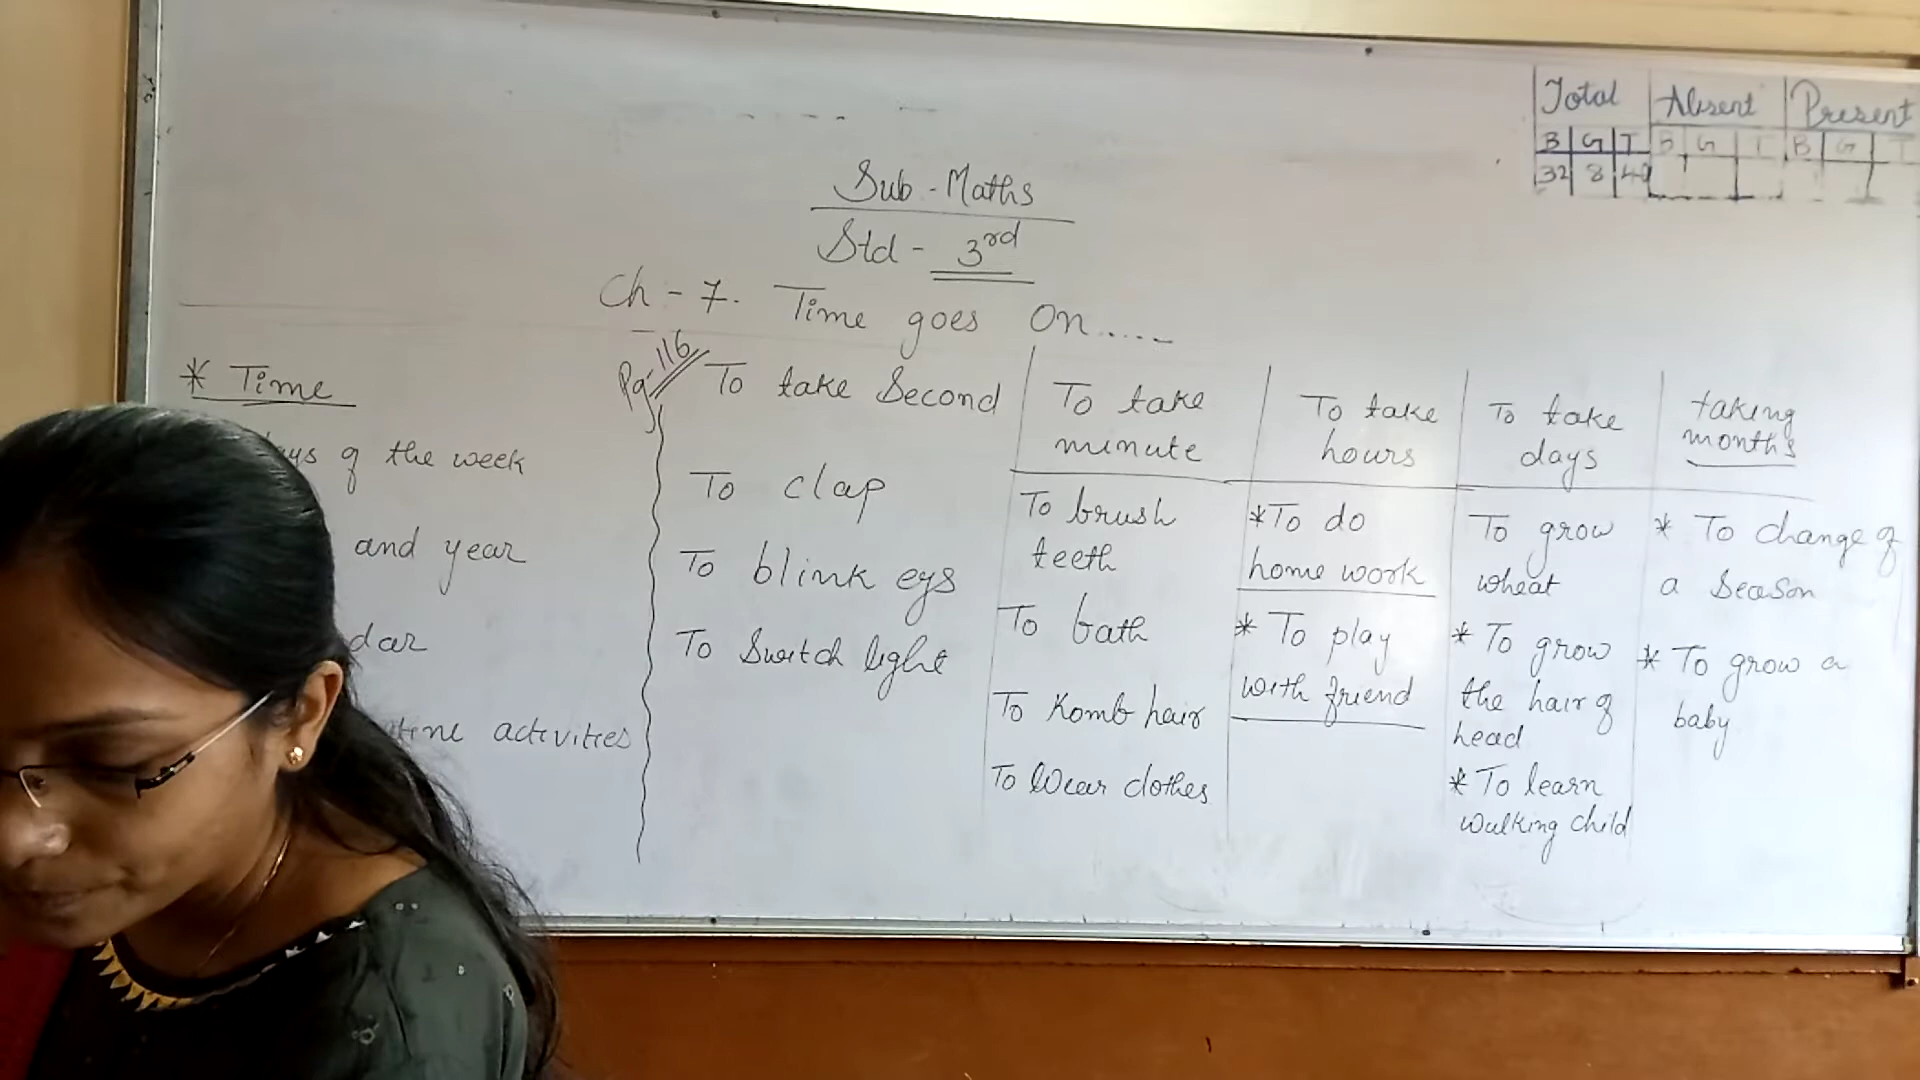 Total Absent Present
B G T B G T B G T
32 8 40
Sub - Maths
Std - 3rd
Ch - 7. Time goes on.....
* Time
of the week
and year
activities
Pg-116
To take Second
To clap
To blink eys
To Switch light
To take
minute
To brush
teeth
To bath
To Komb hair
To Wear clothes
To take
hours
*To do
home work
* To play
with friend
To take
days
To grow
wheat
* To grow
the hair of
head
* To learn
walking child
taking
months
* To change of
a Season
* To grow a
baby